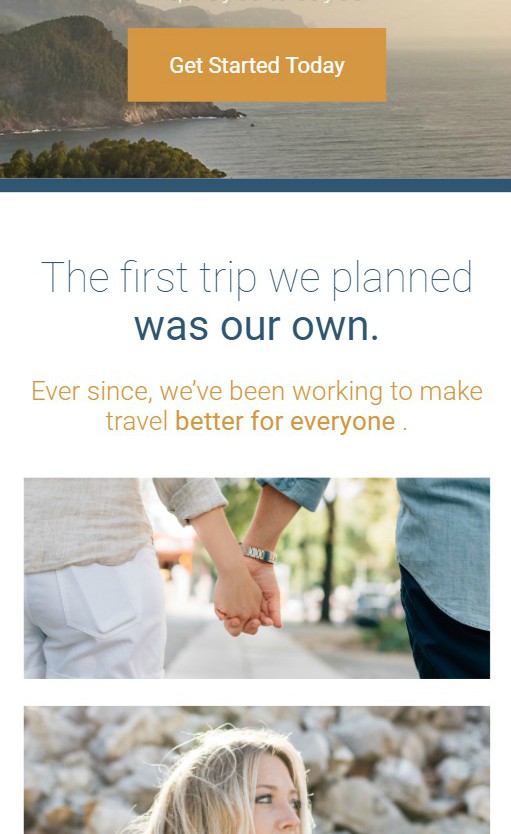 Get Started Today
The first trip we planned
was our own.
Ever since, we’ve been working to make
travel better for everyone .